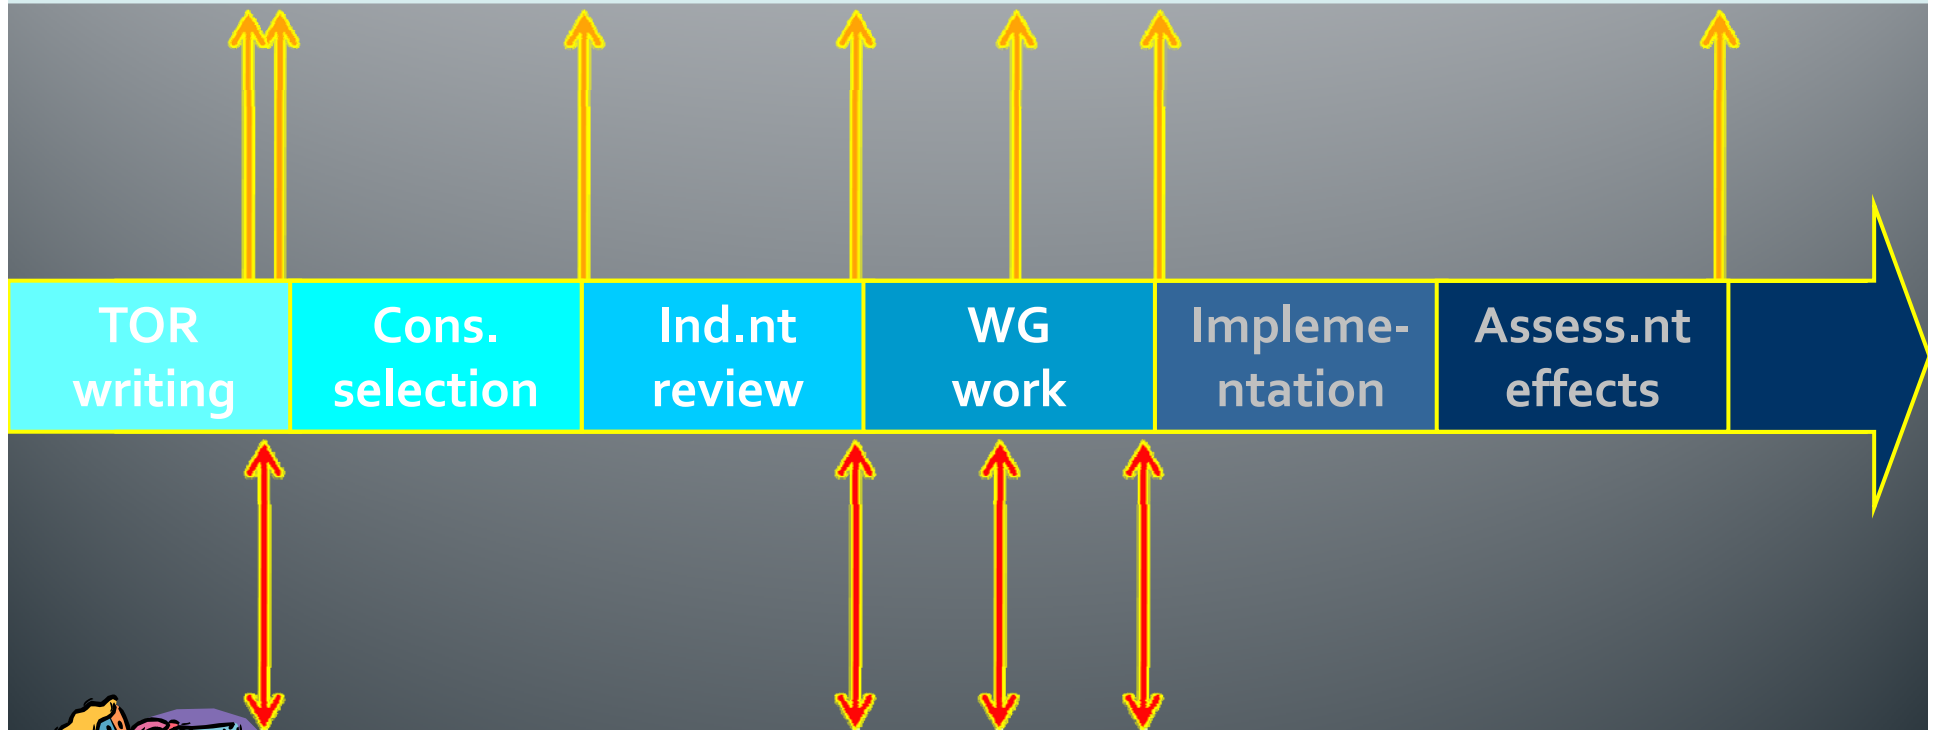 TOR
writing
Cons.
selection
Ind.nt
review
WG
work
Impleme-
ntation
Assess.nt
effects